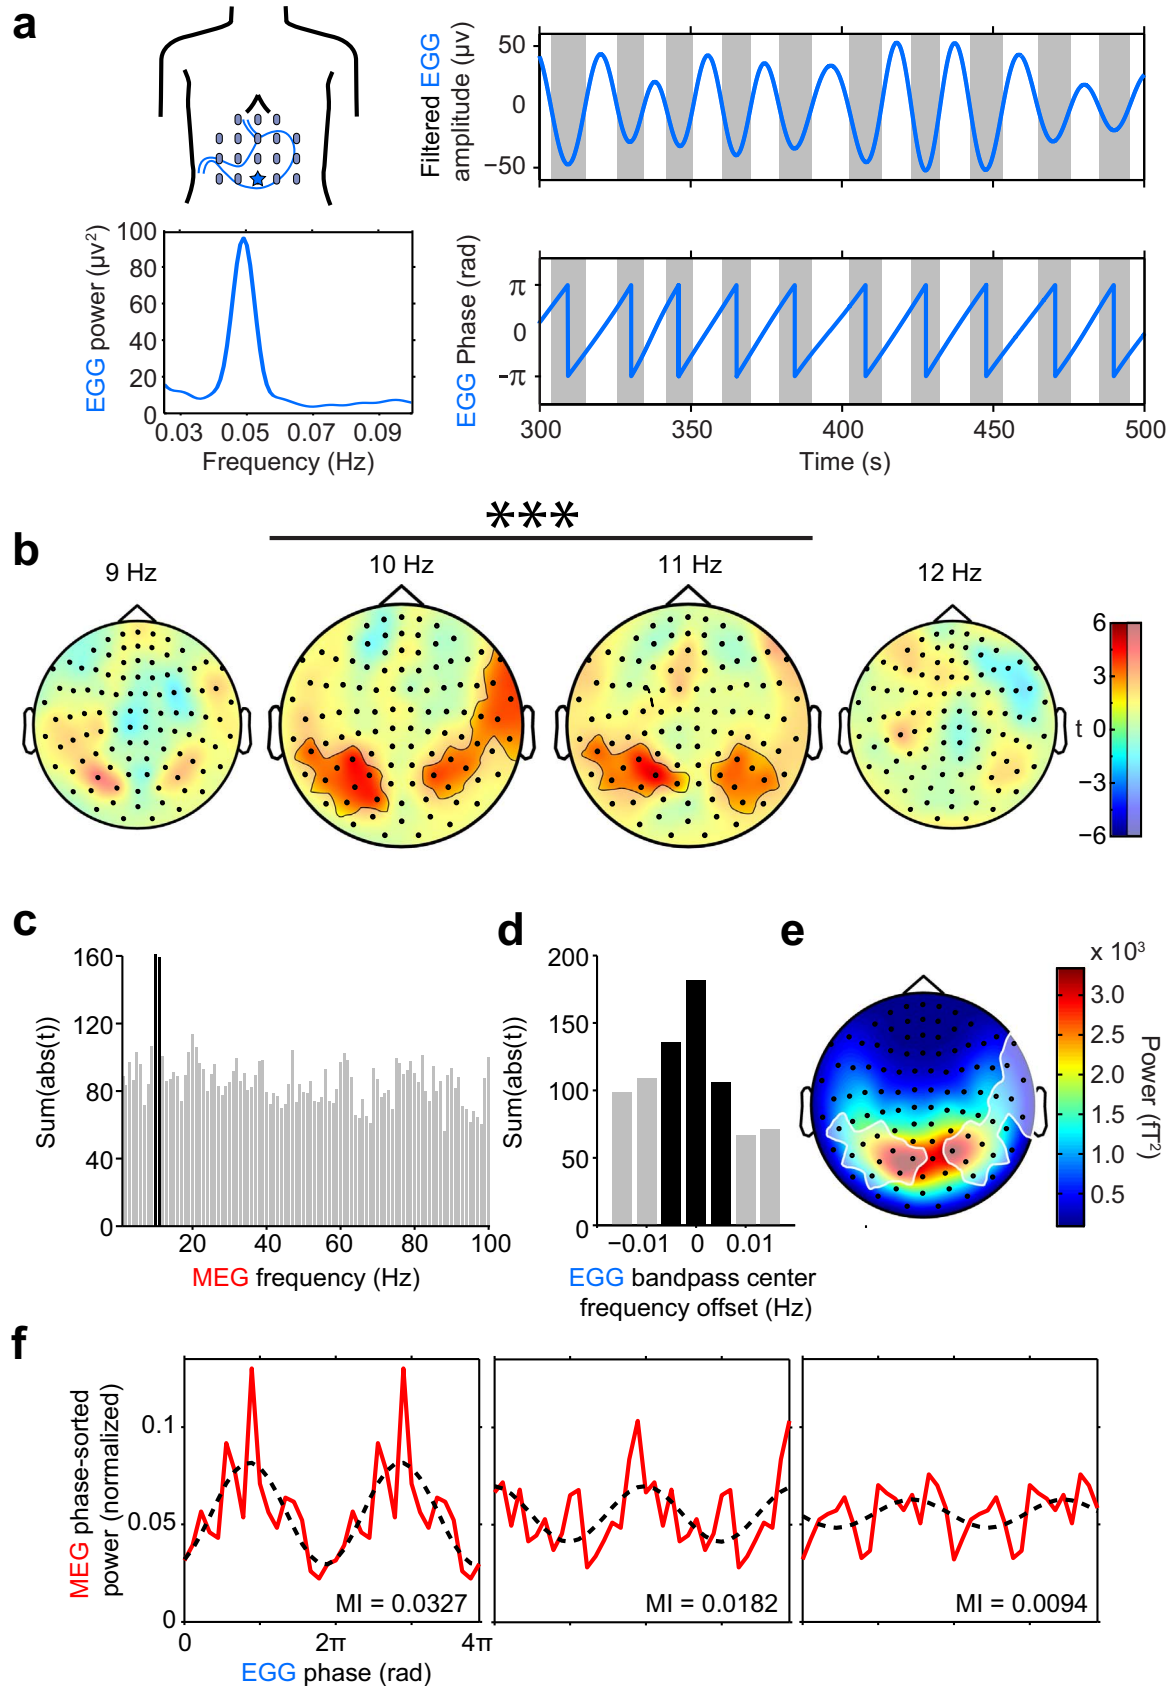 a
Filtered EGG
amplitude (μv)
50
0
−50
EGG power (μv²)
100
80
60
40
20
0
0.03 0.05 0.07 0.09
Frequency (Hz)
EGG Phase (rad)
π
0
-π
300 350 400 450 500
Time (s)
b
***
9 Hz 10 Hz 11 Hz 12 Hz
6
3
t 0
−3
−6
c
Sum(abs(t))
160
120
80
40
0
20 40 60 80 100
MEG frequency (Hz)
d
Sum(abs(t))
200
150
100
50
0
−0.01 0 0.01
EGG bandpass center
frequency offset (Hz)
e
x 10³
3.0
2.5
2.0
1.5
1.0
0.5
Power (fT²)
f
MEG phase-sorted
power (normalized)
0.1
0.05
0
MI = 0.0327 MI = 0.0182 MI = 0.0094
0 2π 4π
EGG phase (rad)